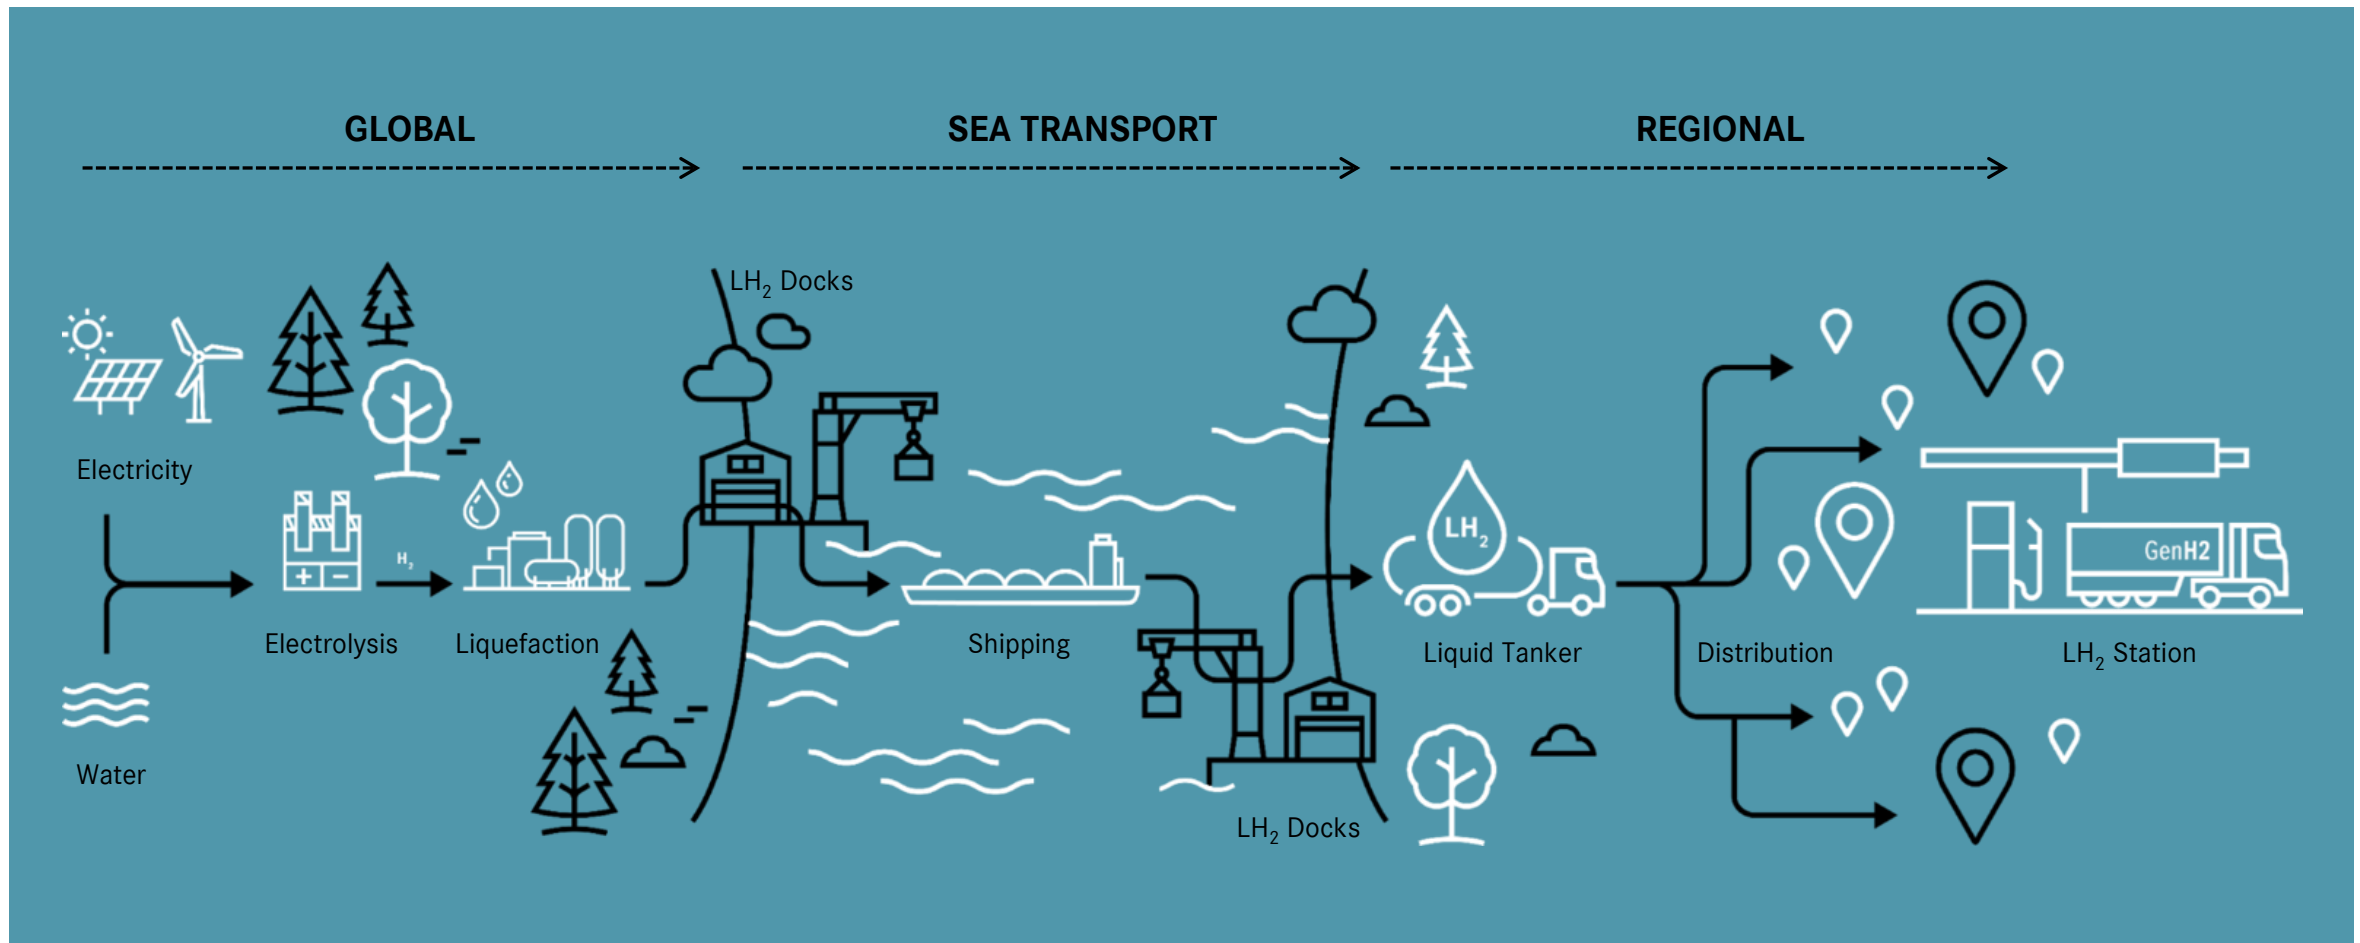 GLOBAL
SEA TRANSPORT
REGIONAL
LH₂ Docks
Electricity
H₂
+ −
LH₂
GenH2
Electrolysis
Liquefaction
Shipping
Liquid Tanker
Distribution
LH₂ Station
Water
LH₂ Docks